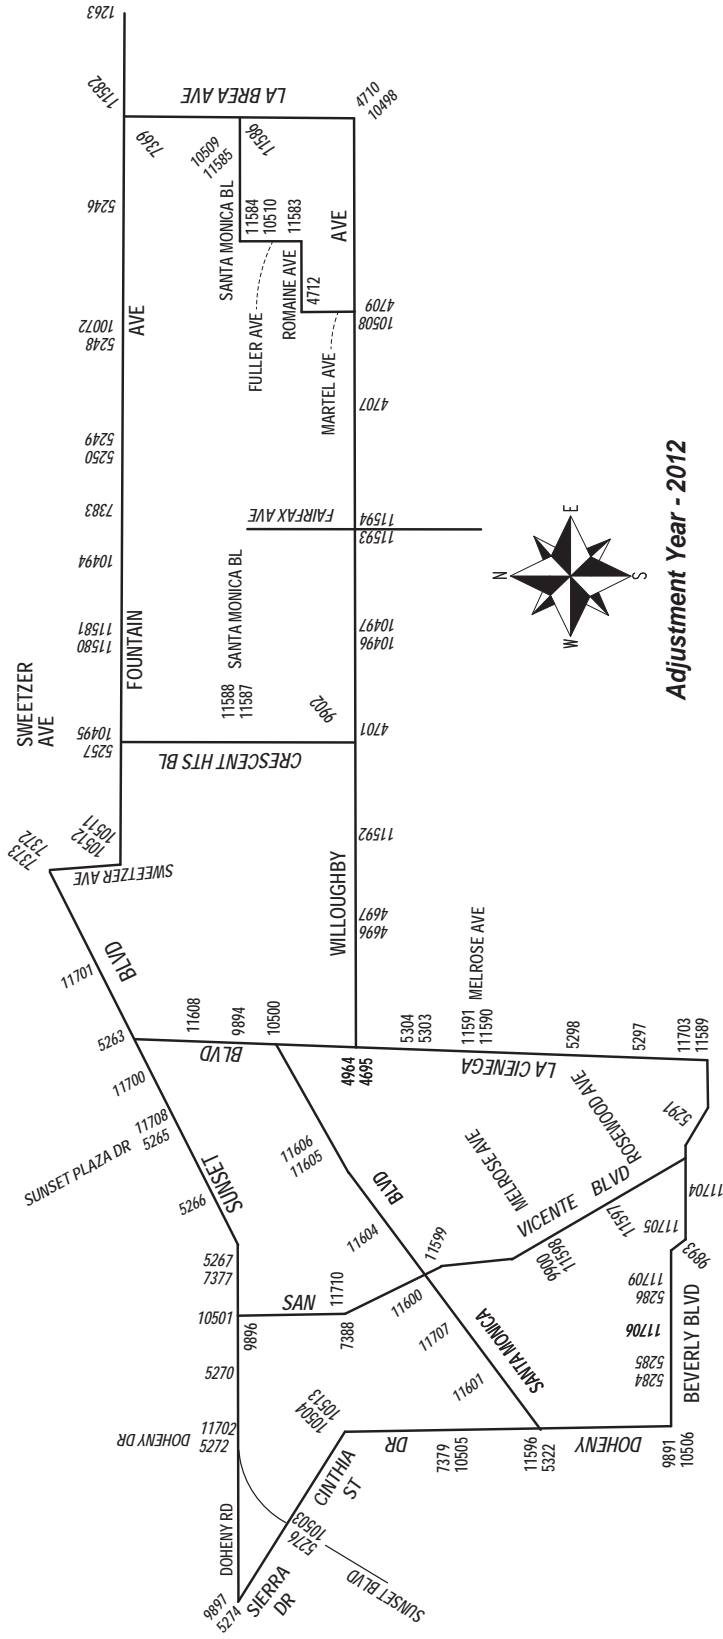 1263
11582
LA BREA AVE
4710
10498
7369
10509
11585
11586
5246
SANTA MONICA BL
11584
10510
11583
AVE
FULLER AVE
ROMAINE AVE
4712
4709
10508
10072
5248
AVE
MARTEL AVE
4707
5249
5250
7383
FAIRFAX AVE
11594
11593
10494
SANTA MONICA BL
11588
11587
11581
11580
FOUNTAIN
10497
10496
9902
SWEETZER
AVE
10495
5257
CRESCENT HTS BL
4701
7373
7372
10512
10511
SWEETZER AVE
11592
WILLOUGHBY
4697
4696
11701
BLVD
5263
11608
9894
10500
BLVD
4964
4695
5304
5303
11591
11590
MELROSE AVE
5298
5297
11703
11589
LA CIENEGA
11700
11708
5265
SUNSET PLAZA DR
5266
SUNSET
11606
11605
BLVD
11604
MELROSE AVE
ROSEWOOD AVE
5291
11704
11705
9893
VICENTE BLVD
11597
11598
9900
11599
5267
7377
10501
9896
SAN
11710
7388
11600
11707
SANTA MONICA
11601
11709
5286
11706
5285
5284
BEVERLY BLVD
5270
11702
5272
DOHENY DR
10513
10504
CINTHIA
ST
DR
7379
10505
11596
5322
DOHENY
9891
10506
DOHENY RD
10503
5276
SUNSET BLVD
9897
5274
SIERRA
DR
N
E
S
W
Adjustment Year - 2012